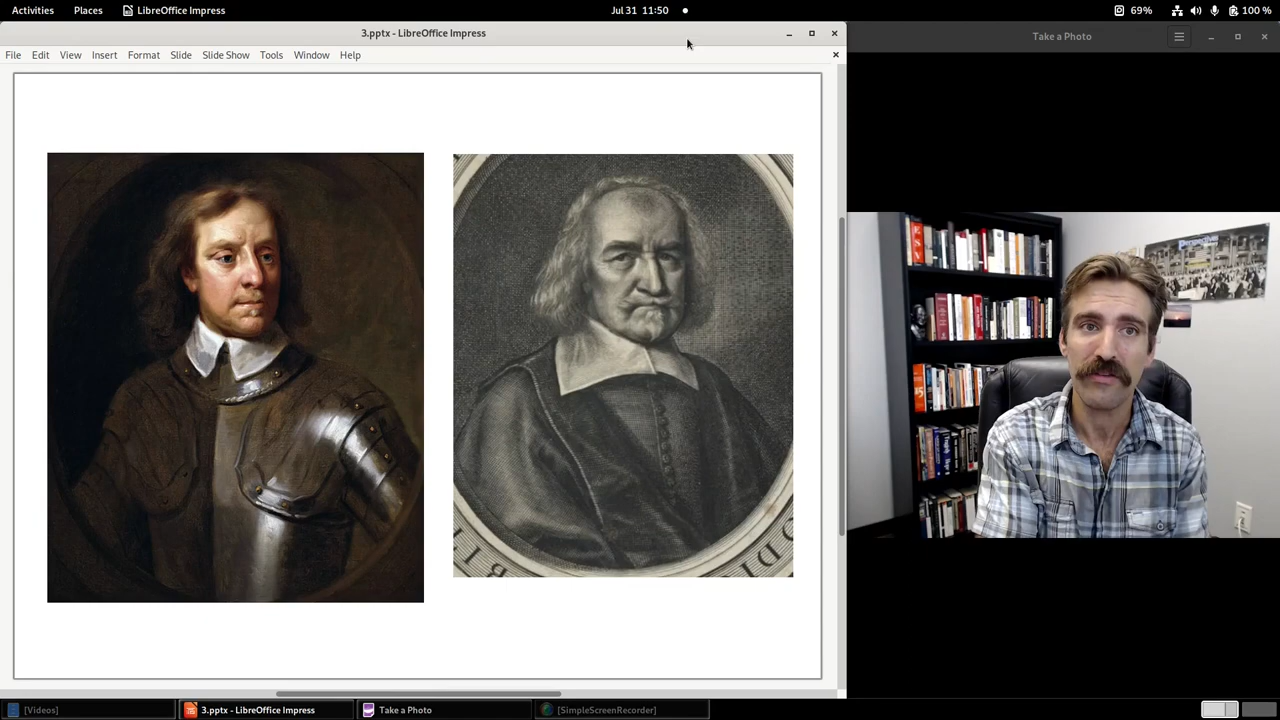 Activities Places LibreOffice Impress Jul 31 11:50 69% 100 %
3.pptx - LibreOffice Impress
Take a Photo
File Edit View Insert Format Slide Slide Show Tools Window Help
Perspective
[Videos] 3.pptx - LibreOffice Impress Take a Photo [SimpleScreenRecorder]